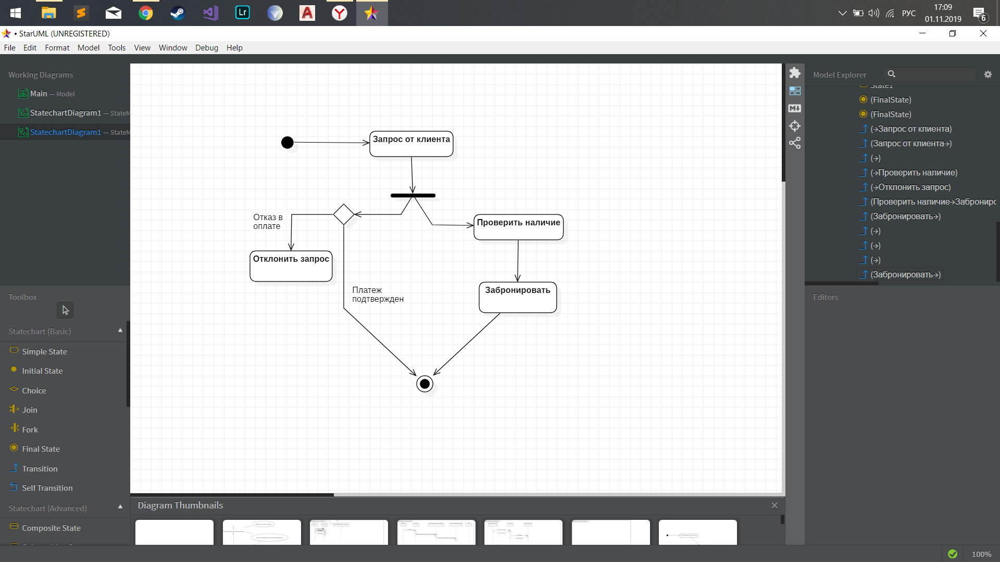 Lr
A
Y
РУС
17:09
01.11.2019
6
• StarUML (UNREGISTERED)
File Edit Format Model Tools View Window Debug Help
Working Diagrams
Main — Model
StatechartDiagram1 — StateM
StatechartDiagram1 — StateM
Toolbox
Statechart (Basic)
Simple State
Initial State
Choice
Join
Fork
Final State
Transition
Self Transition
Statechart (Advanced)
Composite State
Запрос от клиента
Отказ в
оплате
Проверить наличие
Отклонить запрос
Платеж
подтвержден
Забронировать
M
Model Explorer
State1
(FinalState)
(FinalState)
(→Запрос от клиента)
(Запрос от клиента→)
(→)
(→Проверить наличие)
(→Отклонить запрос)
(Проверить наличие→Заброниро
(Забронировать→)
(→)
(→)
(→)
(Забронировать→)
Editors
Diagram Thumbnails
100%